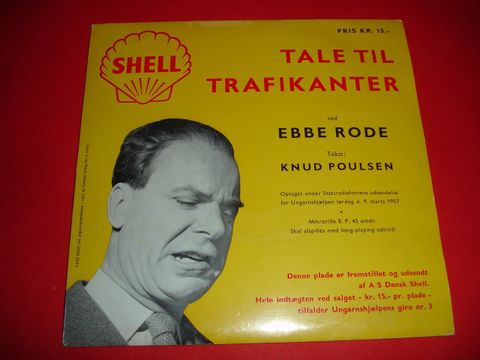 PRIS KR. 15,-
SHELL
TALE TIL
TRAFIKANTER
ved
EBBE RODE
Tekst:
KNUD POULSEN
Optaget under Statsradiofoniens udsendelse
for Ungarnshjælpen lørdag d. 9. marts 1957
Mikrorille E. P. 45 omdr.
Skal afspilles med long-playing safirnål
Denne plade er fremstillet og udsendt
af A/S Dansk Shell.
Hele indtægten ved salget - kr. 15.- pr. plade -
tilfalder Ungarnshjælpens giro nr. 3